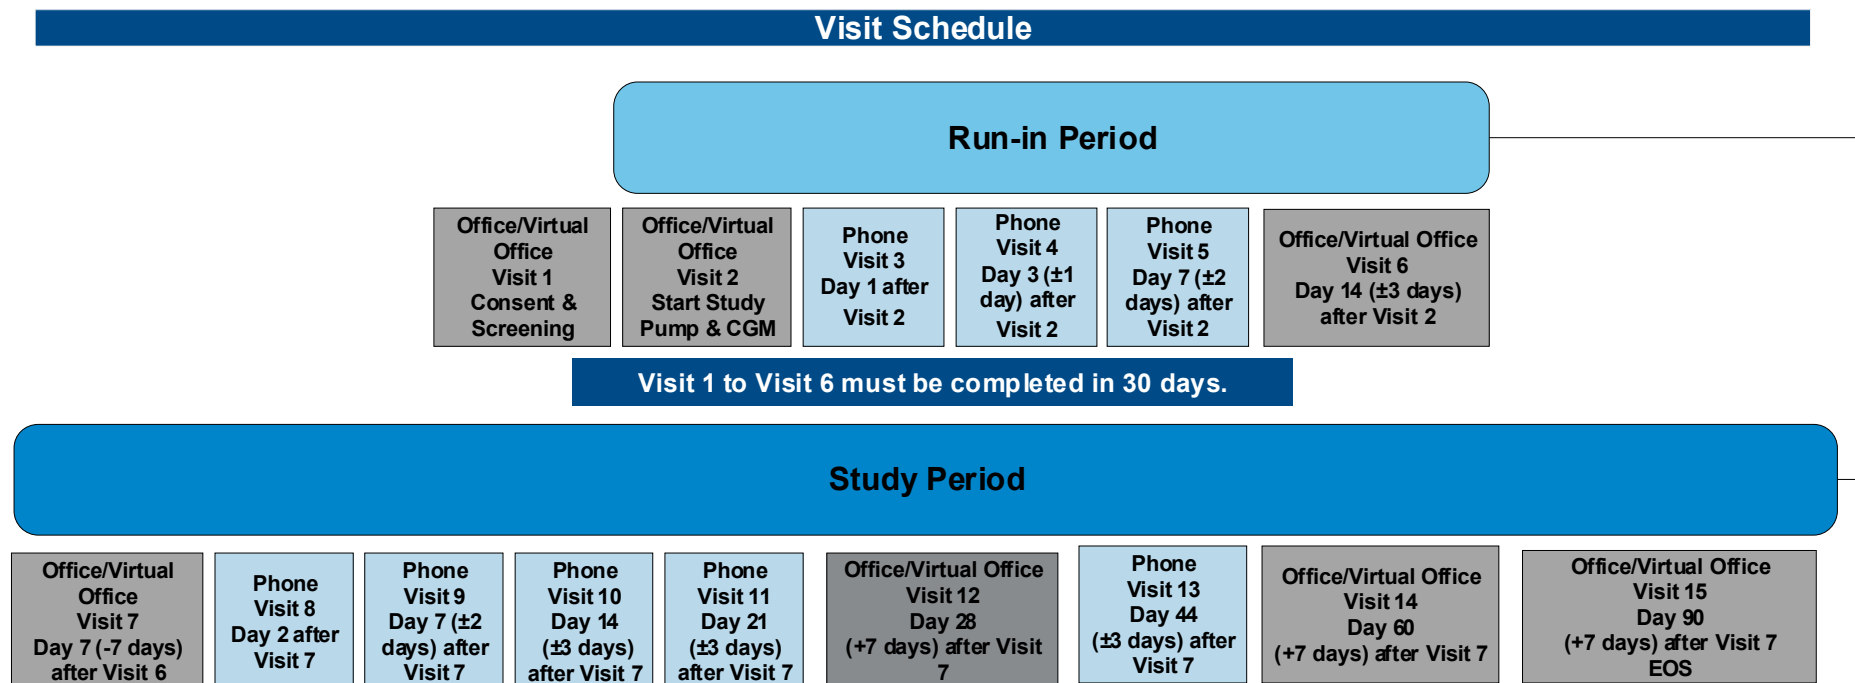 Visit Schedule
Run-in Period
Office/Virtual
Office
Visit 1
Consent &
Screening
Office/Virtual
Office
Visit 2
Start Study
Pump & CGM
Phone
Visit 3
Day 1 after
Visit 2
Phone
Visit 4
Day 3 (±1
day) after
Visit 2
Phone
Visit 5
Day 7 (±2
days) after
Visit 2
Office/Virtual Office
Visit 6
Day 14 (±3 days)
after Visit 2
Visit 1 to Visit 6 must be completed in 30 days.
Study Period
Office/Virtual
Office
Visit 7
Day 7 (-7 days)
after Visit 6
Phone
Visit 8
Day 2 after
Visit 7
Phone
Visit 9
Day 7 (±2
days) after
Visit 7
Phone
Visit 10
Day 14
(±3 days)
after Visit 7
Phone
Visit 11
Day 21
(±3 days)
after Visit 7
Office/Virtual Office
Visit 12
Day 28
(+7 days) after Visit
7
Phone
Visit 13
Day 44
(±3 days) after
Visit 7
Office/Virtual Office
Visit 14
Day 60
(+7 days) after Visit 7
Office/Virtual Office
Visit 15
Day 90
(+7 days) after Visit 7
EOS